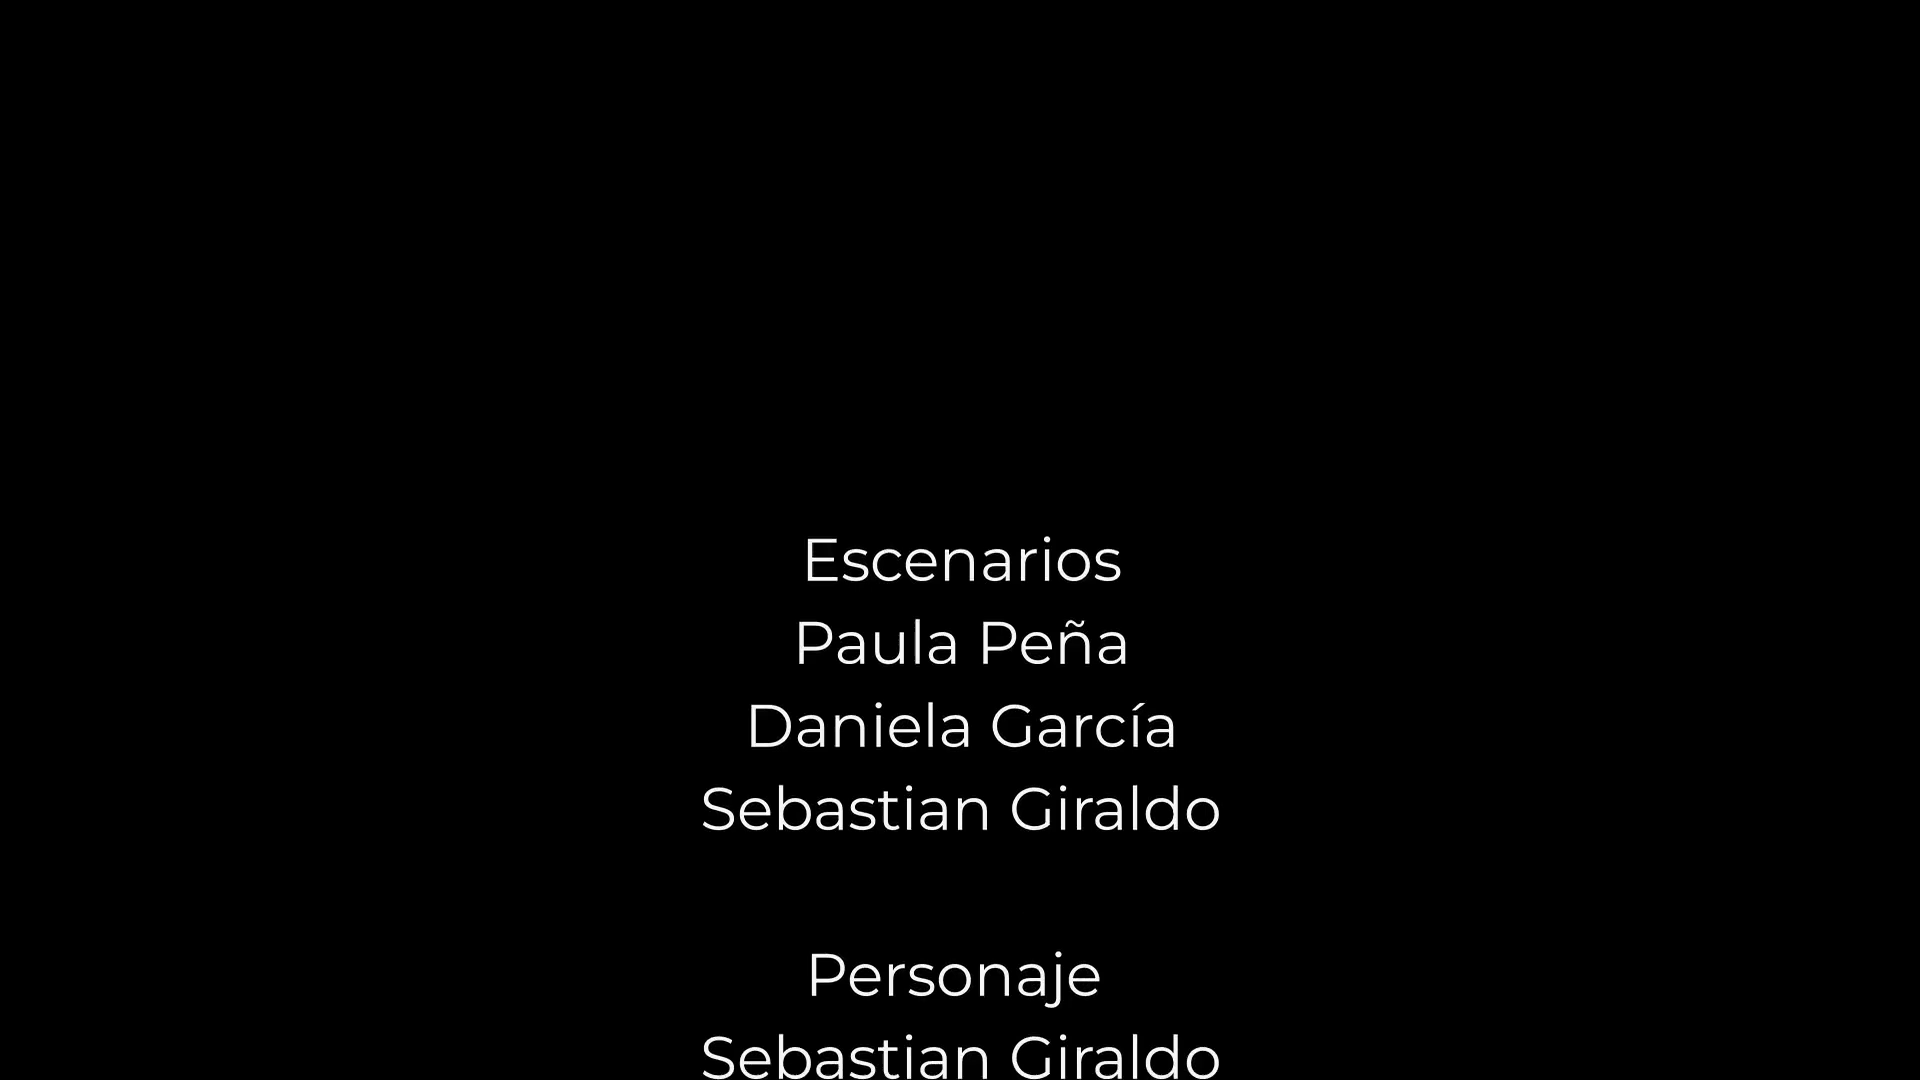 Escenarios
Paula Peña
Daniela García
Sebastian Giraldo
Personaje
Sebastian Giraldo